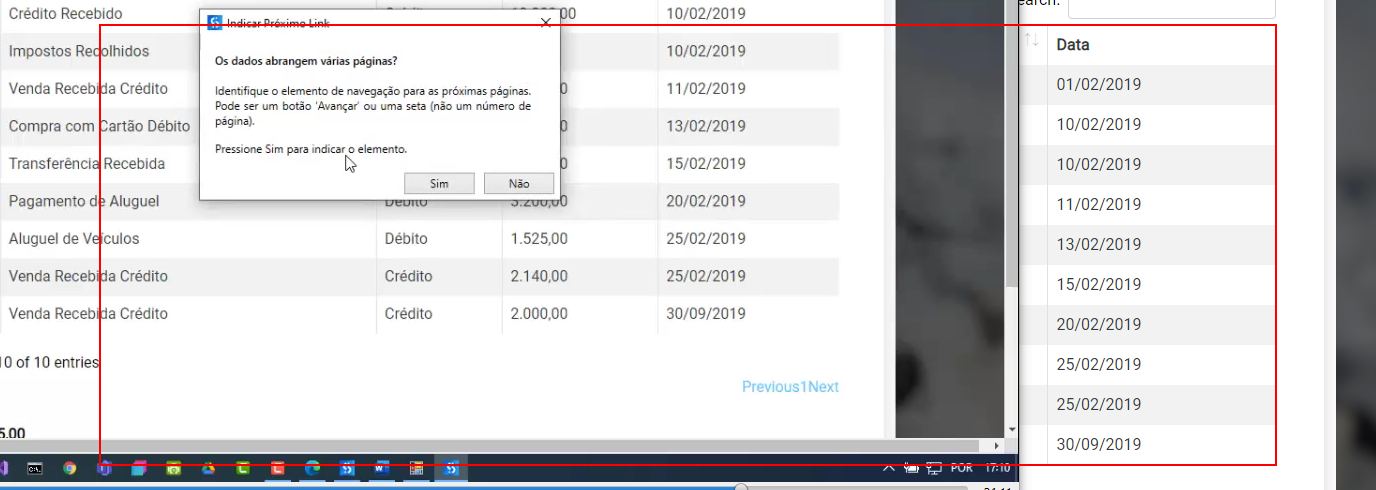 Crédito Recebido 10/02/2019
Indicar Próximo Link
Impostos Recolhidos 10/02/2019
Os dados abrangem várias páginas?
Venda Recebida Crédito 0 11/02/2019
Identifique o elemento de navegação para as próximas páginas.
Pode ser um botão 'Avançar' ou uma seta (não um número de
página).
Compra com Cartão Débito 0 13/02/2019
Pressione Sim para indicar o elemento.
Transferência Recebida 0 15/02/2019
Sim Não
Pagamento de Aluguel Débito 3.200,00 20/02/2019
Aluguel de Veículos Débito 1.525,00 25/02/2019
Venda Recebida Crédito Crédito 2.140,00 25/02/2019
Venda Recebida Crédito Crédito 2.000,00 30/09/2019
10 of 10 entries
Previous1Next
5.00
POR 17:10
Data
01/02/2019
10/02/2019
10/02/2019
11/02/2019
13/02/2019
15/02/2019
20/02/2019
25/02/2019
25/02/2019
30/09/2019